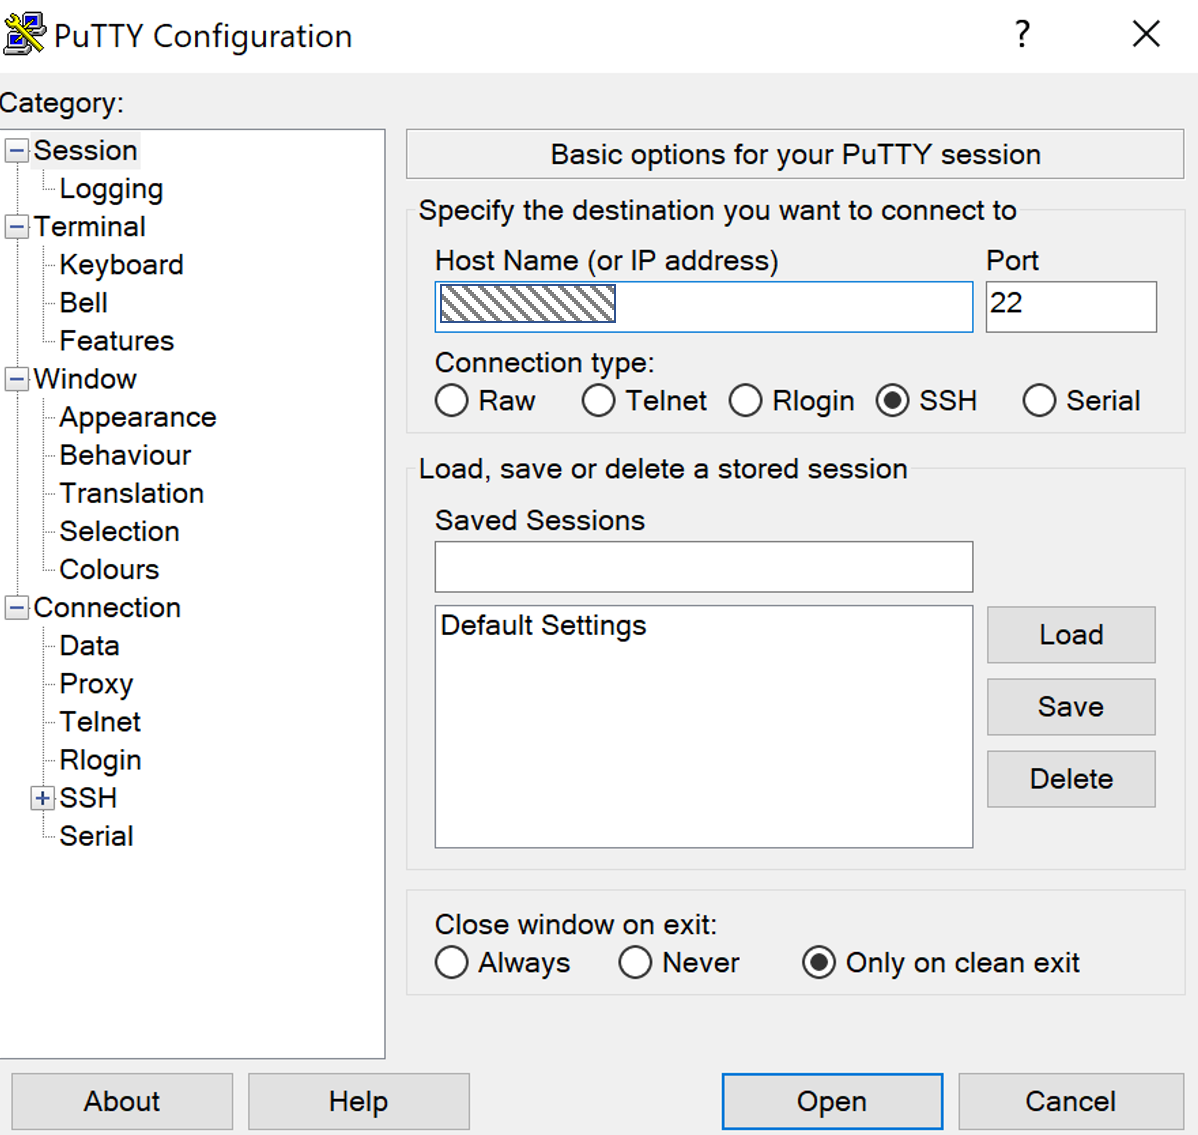 PuTTY Configuration
?
Category:
Session
Logging
Terminal
Keyboard
Bell
Features
Window
Appearance
Behaviour
Translation
Selection
Colours
Connection
Data
Proxy
Telnet
Rlogin
SSH
Serial
Basic options for your PuTTY session
Specify the destination you want to connect to
Host Name (or IP address) Port
22
Connection type:
Raw Telnet Rlogin SSH Serial
Load, save or delete a stored session
Saved Sessions
Default Settings
Load
Save
Delete
Close window on exit:
Always Never Only on clean exit
About Help Open Cancel